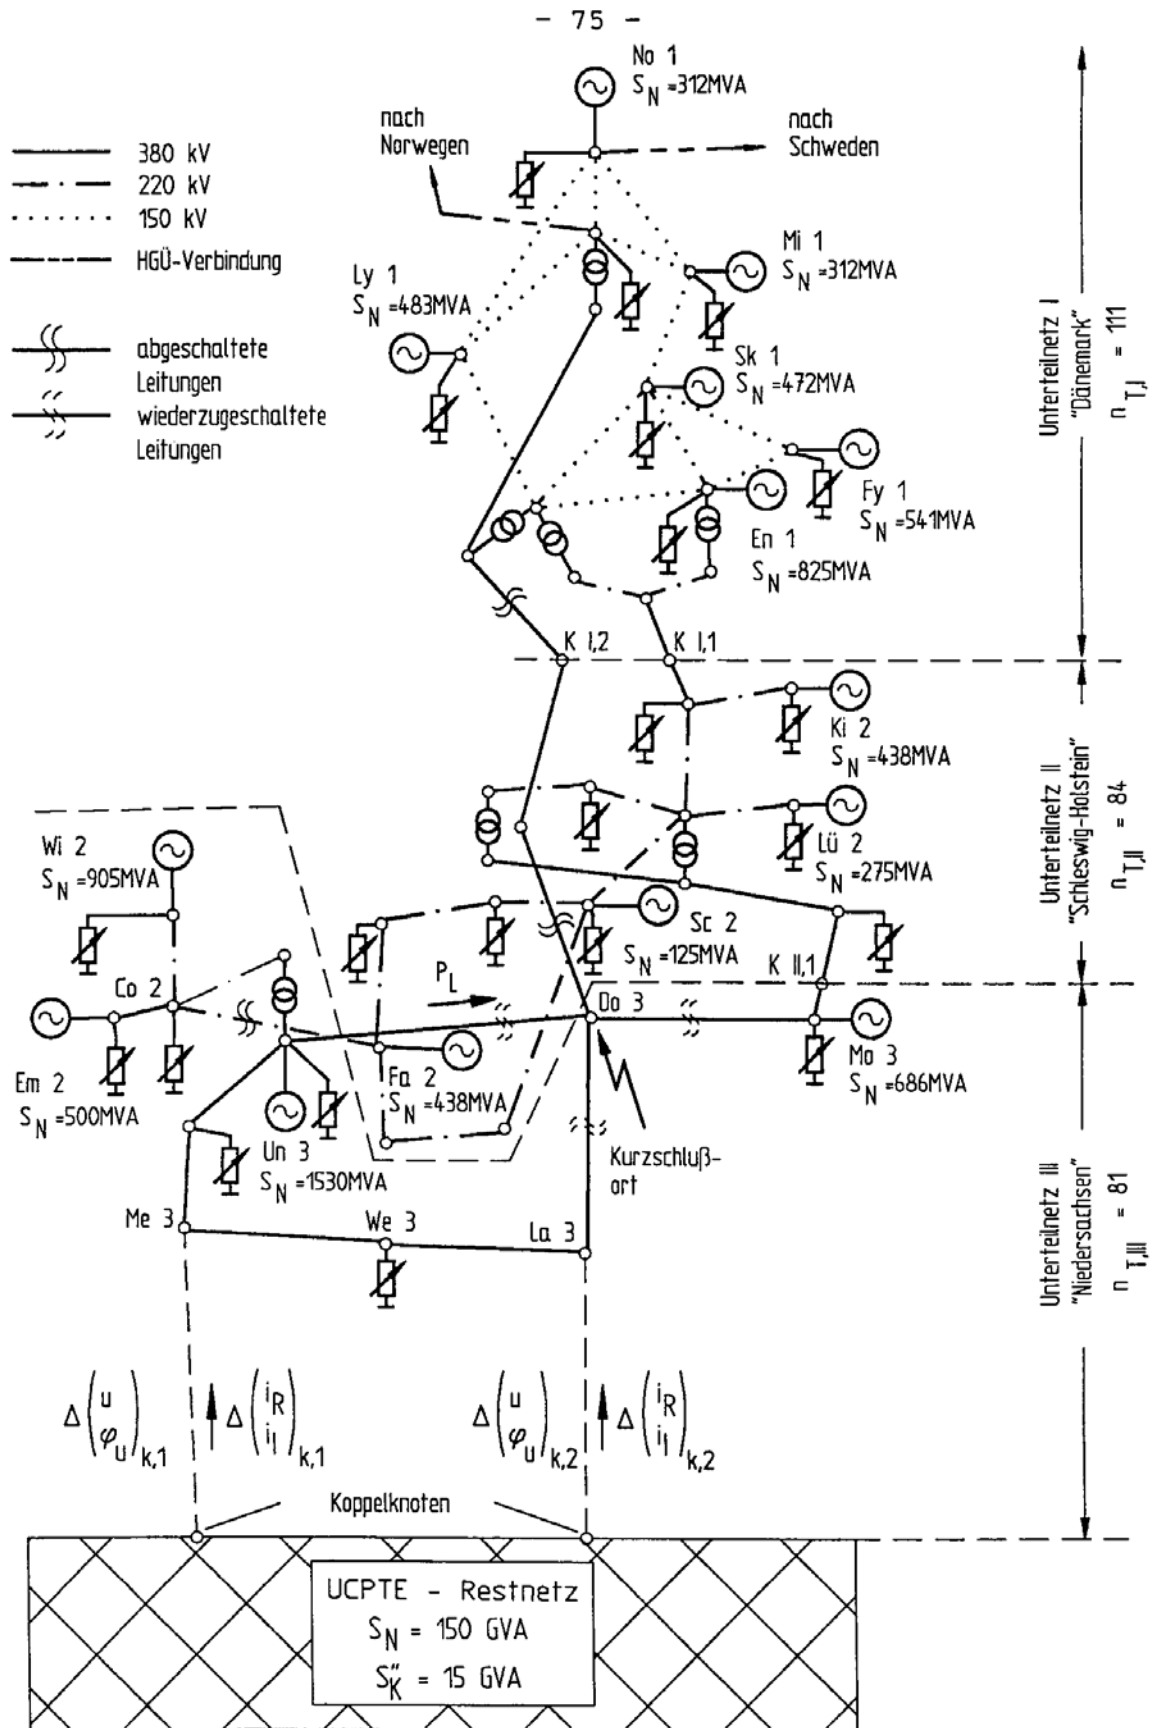 - 75 -
No 1
S_N =312MVA
nach
Norwegen
nach
Schweden
380 kV
220 kV
150 kV
HGÜ-Verbindung
abgeschaltete
Leitungen
wiederzugeschaltete
Leitungen
Ly 1
S_N =483MVA
Mi 1
S_N =312MVA
Sk 1
S_N =472MVA
Fy 1
S_N =541MVA
En 1
S_N =825MVA
Unterteilnetz I
"Dänemark"
n_T,I = 111
K I,2
K I,1
Ki 2
S_N =438MVA
Lü 2
S_N =275MVA
Sc 2
S_N =125MVA
K II,1
Unterteilnetz II
"Schleswig-Holstein"
n_T,II = 84
Wi 2
S_N =905MVA
Co 2
P_L
Do 3
Em 2
S_N =500MVA
Fa 2
S_N =438MVA
Mo 3
S_N =686MVA
Un 3
S_N =1530MVA
Kurzschluß-
ort
Me 3
We 3
La 3
Unterteilnetz III
"Niedersachsen"
n_T,III = 81
Δ(u φ_u)_k,1
Δ(i_R i_I)_k,1
Δ(u φ_u)_k,2
Δ(i_R i_I)_k,2
Koppelknoten
UCPTE - Restnetz
S_N = 150 GVA
S_K" = 15 GVA